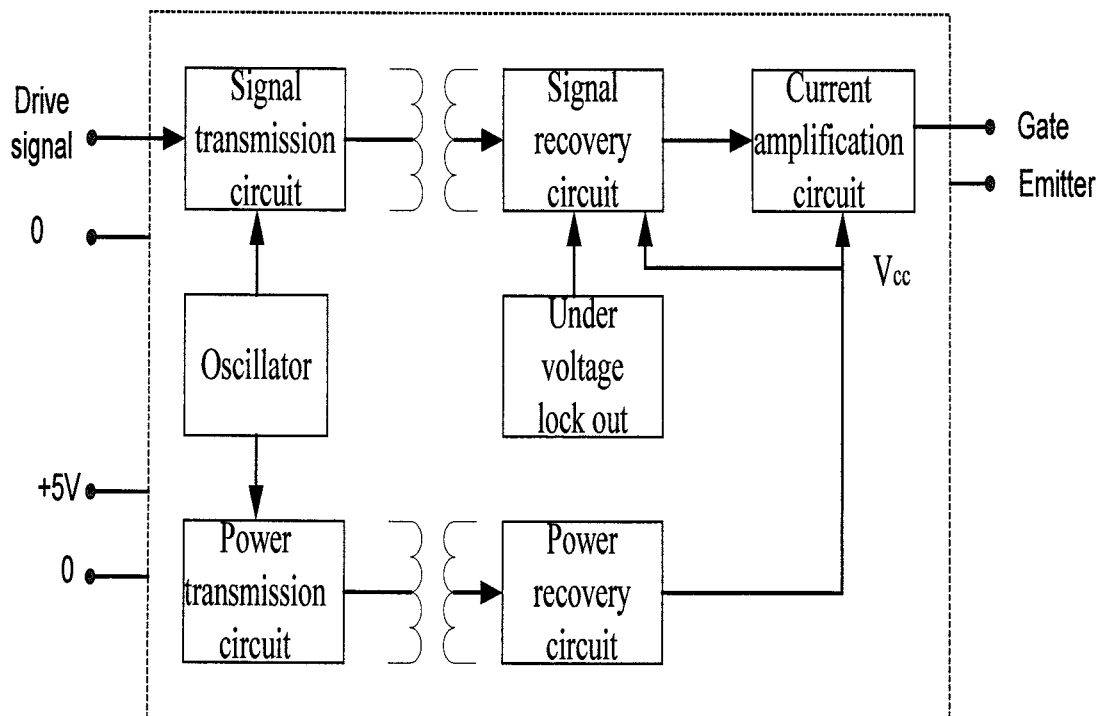 Drive
signal
0
Signal
transmission
circuit
Signal
recovery
circuit
Current
amplification
circuit
Gate
Emitter
Vcc
Oscillator
Under
voltage
lock out
+5V
0
Power
transmission
circuit
Power
recovery
circuit